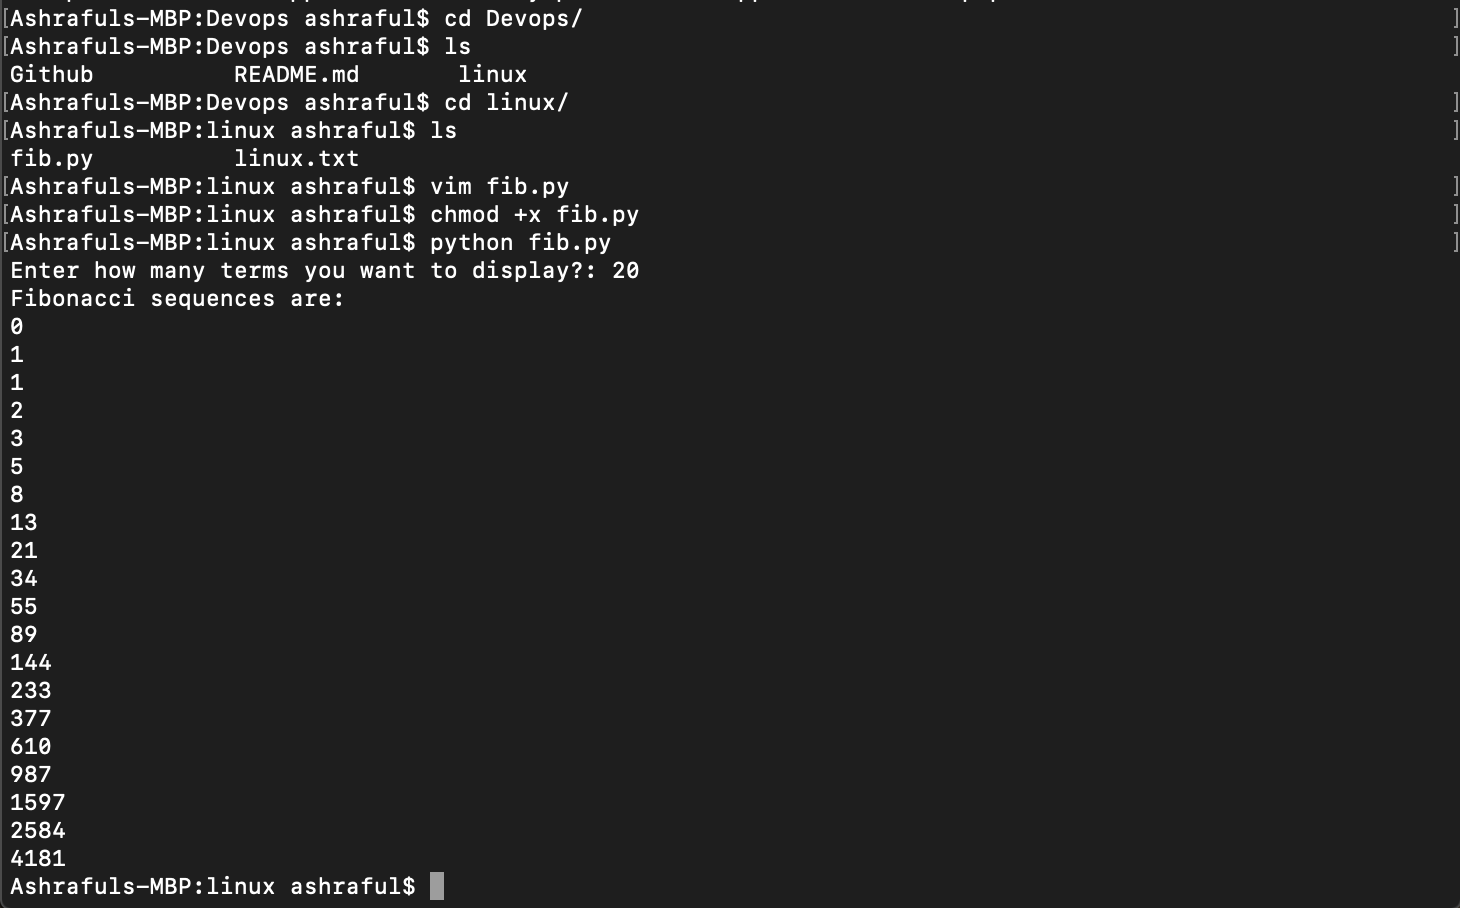 [Ashrafuls-MBP:Devops ashraful$ cd Devops/ ]
[Ashrafuls-MBP:Devops ashraful$ ls ]
Github README.md linux
[Ashrafuls-MBP:Devops ashraful$ cd linux/ ]
[Ashrafuls-MBP:linux ashraful$ ls ]
fib.py linux.txt
[Ashrafuls-MBP:linux ashraful$ vim fib.py ]
[Ashrafuls-MBP:linux ashraful$ chmod +x fib.py ]
[Ashrafuls-MBP:linux ashraful$ python fib.py ]
Enter how many terms you want to display?: 20
Fibonacci sequences are:
0
1
1
2
3
5
8
13
21
34
55
89
144
233
377
610
987
1597
2584
4181
Ashrafuls-MBP:linux ashraful$